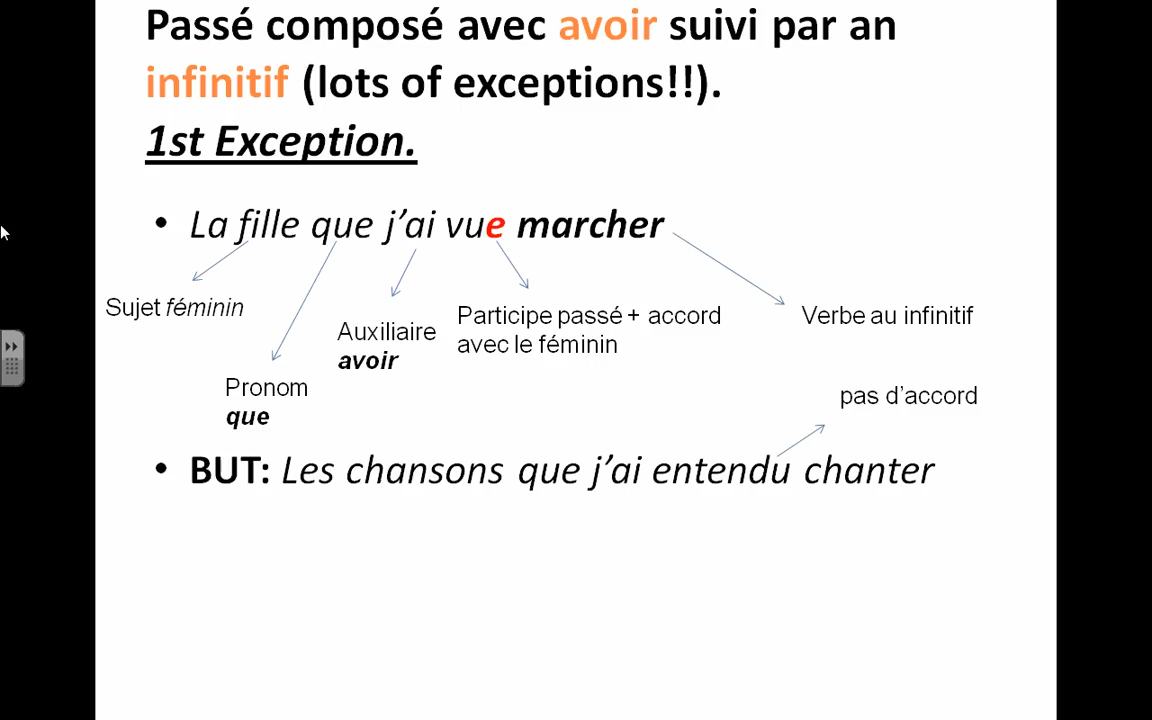 Passé composé avec avoir suivi par an
infinitif (lots of exceptions!!).
1st Exception.
• La fille que j’ai vue marcher
Sujet féminin
Pronom
que
Auxiliaire
avoir
Participe passé + accord
avec le féminin
Verbe au infinitif
pas d’accord
• BUT: Les chansons que j’ai entendu chanter